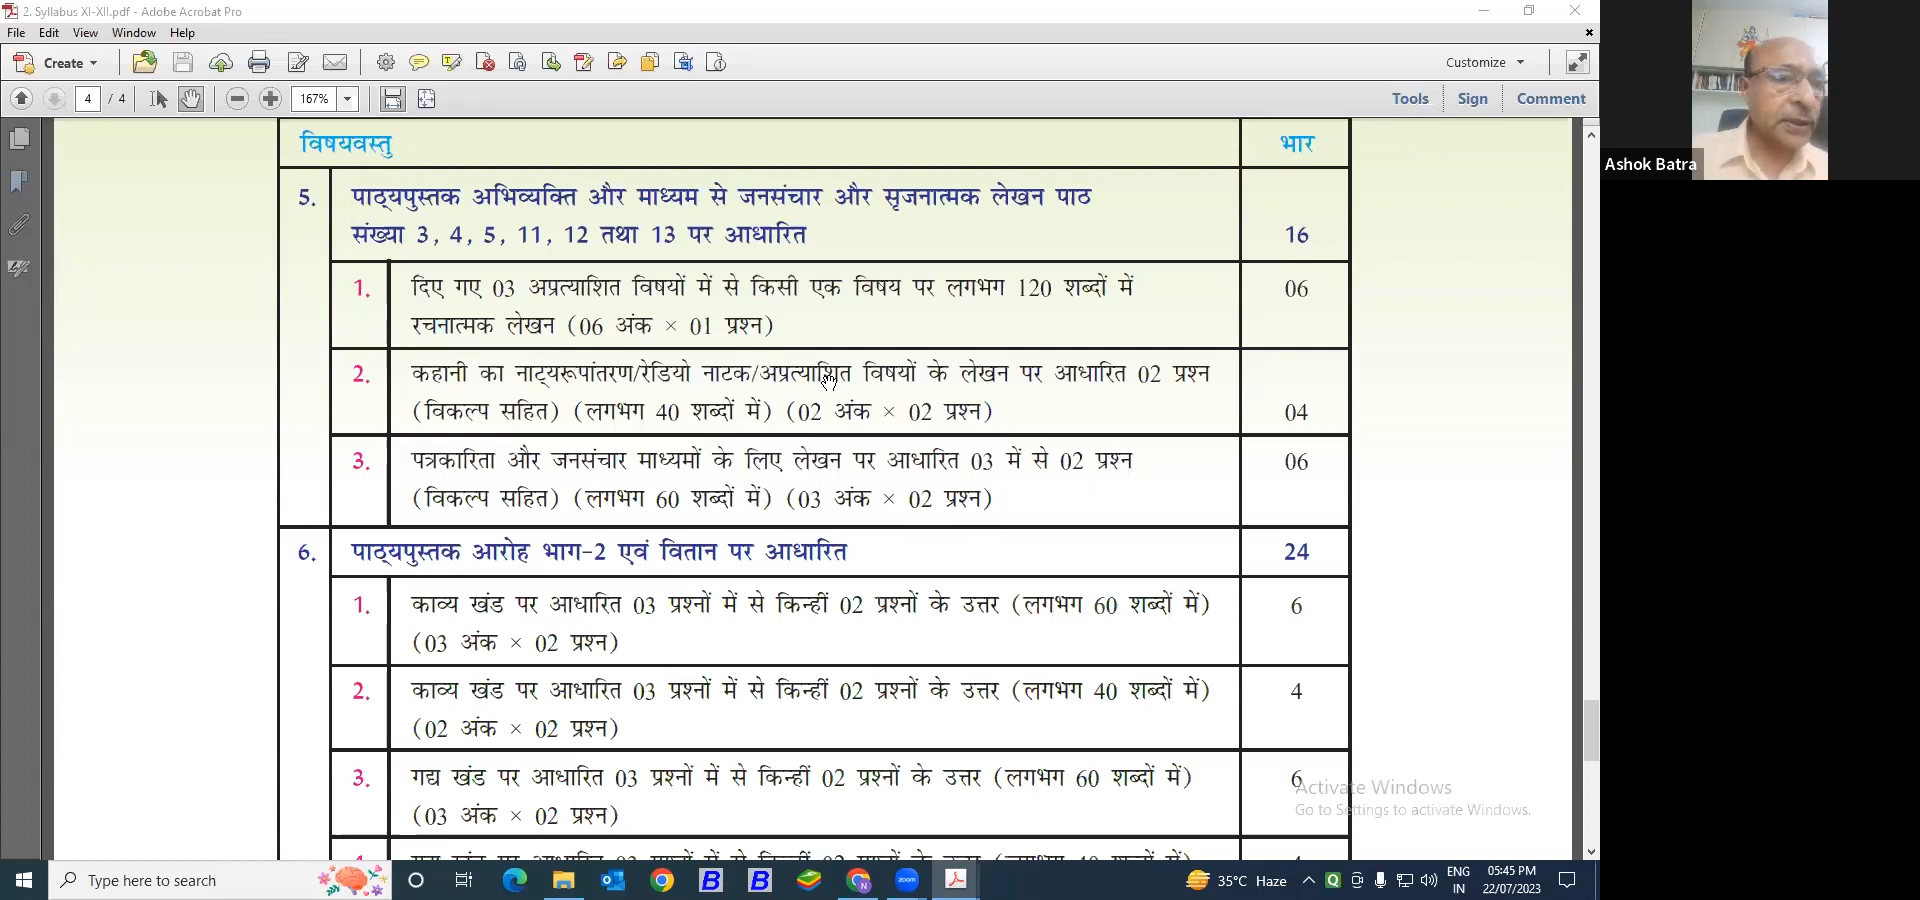 2. Syllabus XI-XII.pdf - Adobe Acrobat Pro
File Edit View Window Help
Create
Customize
4 / 4
167%
Tools Sign Comment
Ashok Batra
विषयवस्तु भार
5. पाठ्यपुस्तक अभिव्यक्ति और माध्यम से जनसंचार और सृजनात्मक लेखन पाठ
संख्या 3, 4, 5, 11, 12 तथा 13 पर आधारित 16
1. दिए गए 03 अप्रत्याशित विषयों में से किसी एक विषय पर लगभग 120 शब्दों में 06
रचनात्मक लेखन (06 अंक × 01 प्रश्न)
2. कहानी का नाट्यरूपांतरण/रेडियो नाटक/अप्रत्याशित विषयों के लेखन पर आधारित 02 प्रश्न
(विकल्प सहित) (लगभग 40 शब्दों में) (02 अंक × 02 प्रश्न) 04
3. पत्रकारिता और जनसंचार माध्यमों के लिए लेखन पर आधारित 03 में से 02 प्रश्न 06
(विकल्प सहित) (लगभग 60 शब्दों में) (03 अंक × 02 प्रश्न)
6. पाठ्यपुस्तक आरोह भाग-2 एवं वितान पर आधारित 24
1. काव्य खंड पर आधारित 03 प्रश्नों में से किन्हीं 02 प्रश्नों के उत्तर (लगभग 60 शब्दों में) 6
(03 अंक × 02 प्रश्न)
2. काव्य खंड पर आधारित 03 प्रश्नों में से किन्हीं 02 प्रश्नों के उत्तर (लगभग 40 शब्दों में) 4
(02 अंक × 02 प्रश्न)
3. गद्य खंड पर आधारित 03 प्रश्नों में से किन्हीं 02 प्रश्नों के उत्तर (लगभग 60 शब्दों में) 6
(03 अंक × 02 प्रश्न)
Activate Windows
Go to Settings to activate Windows.
Type here to search
zoom
35°C Haze
ENG
IN
05:45 PM
22/07/2023